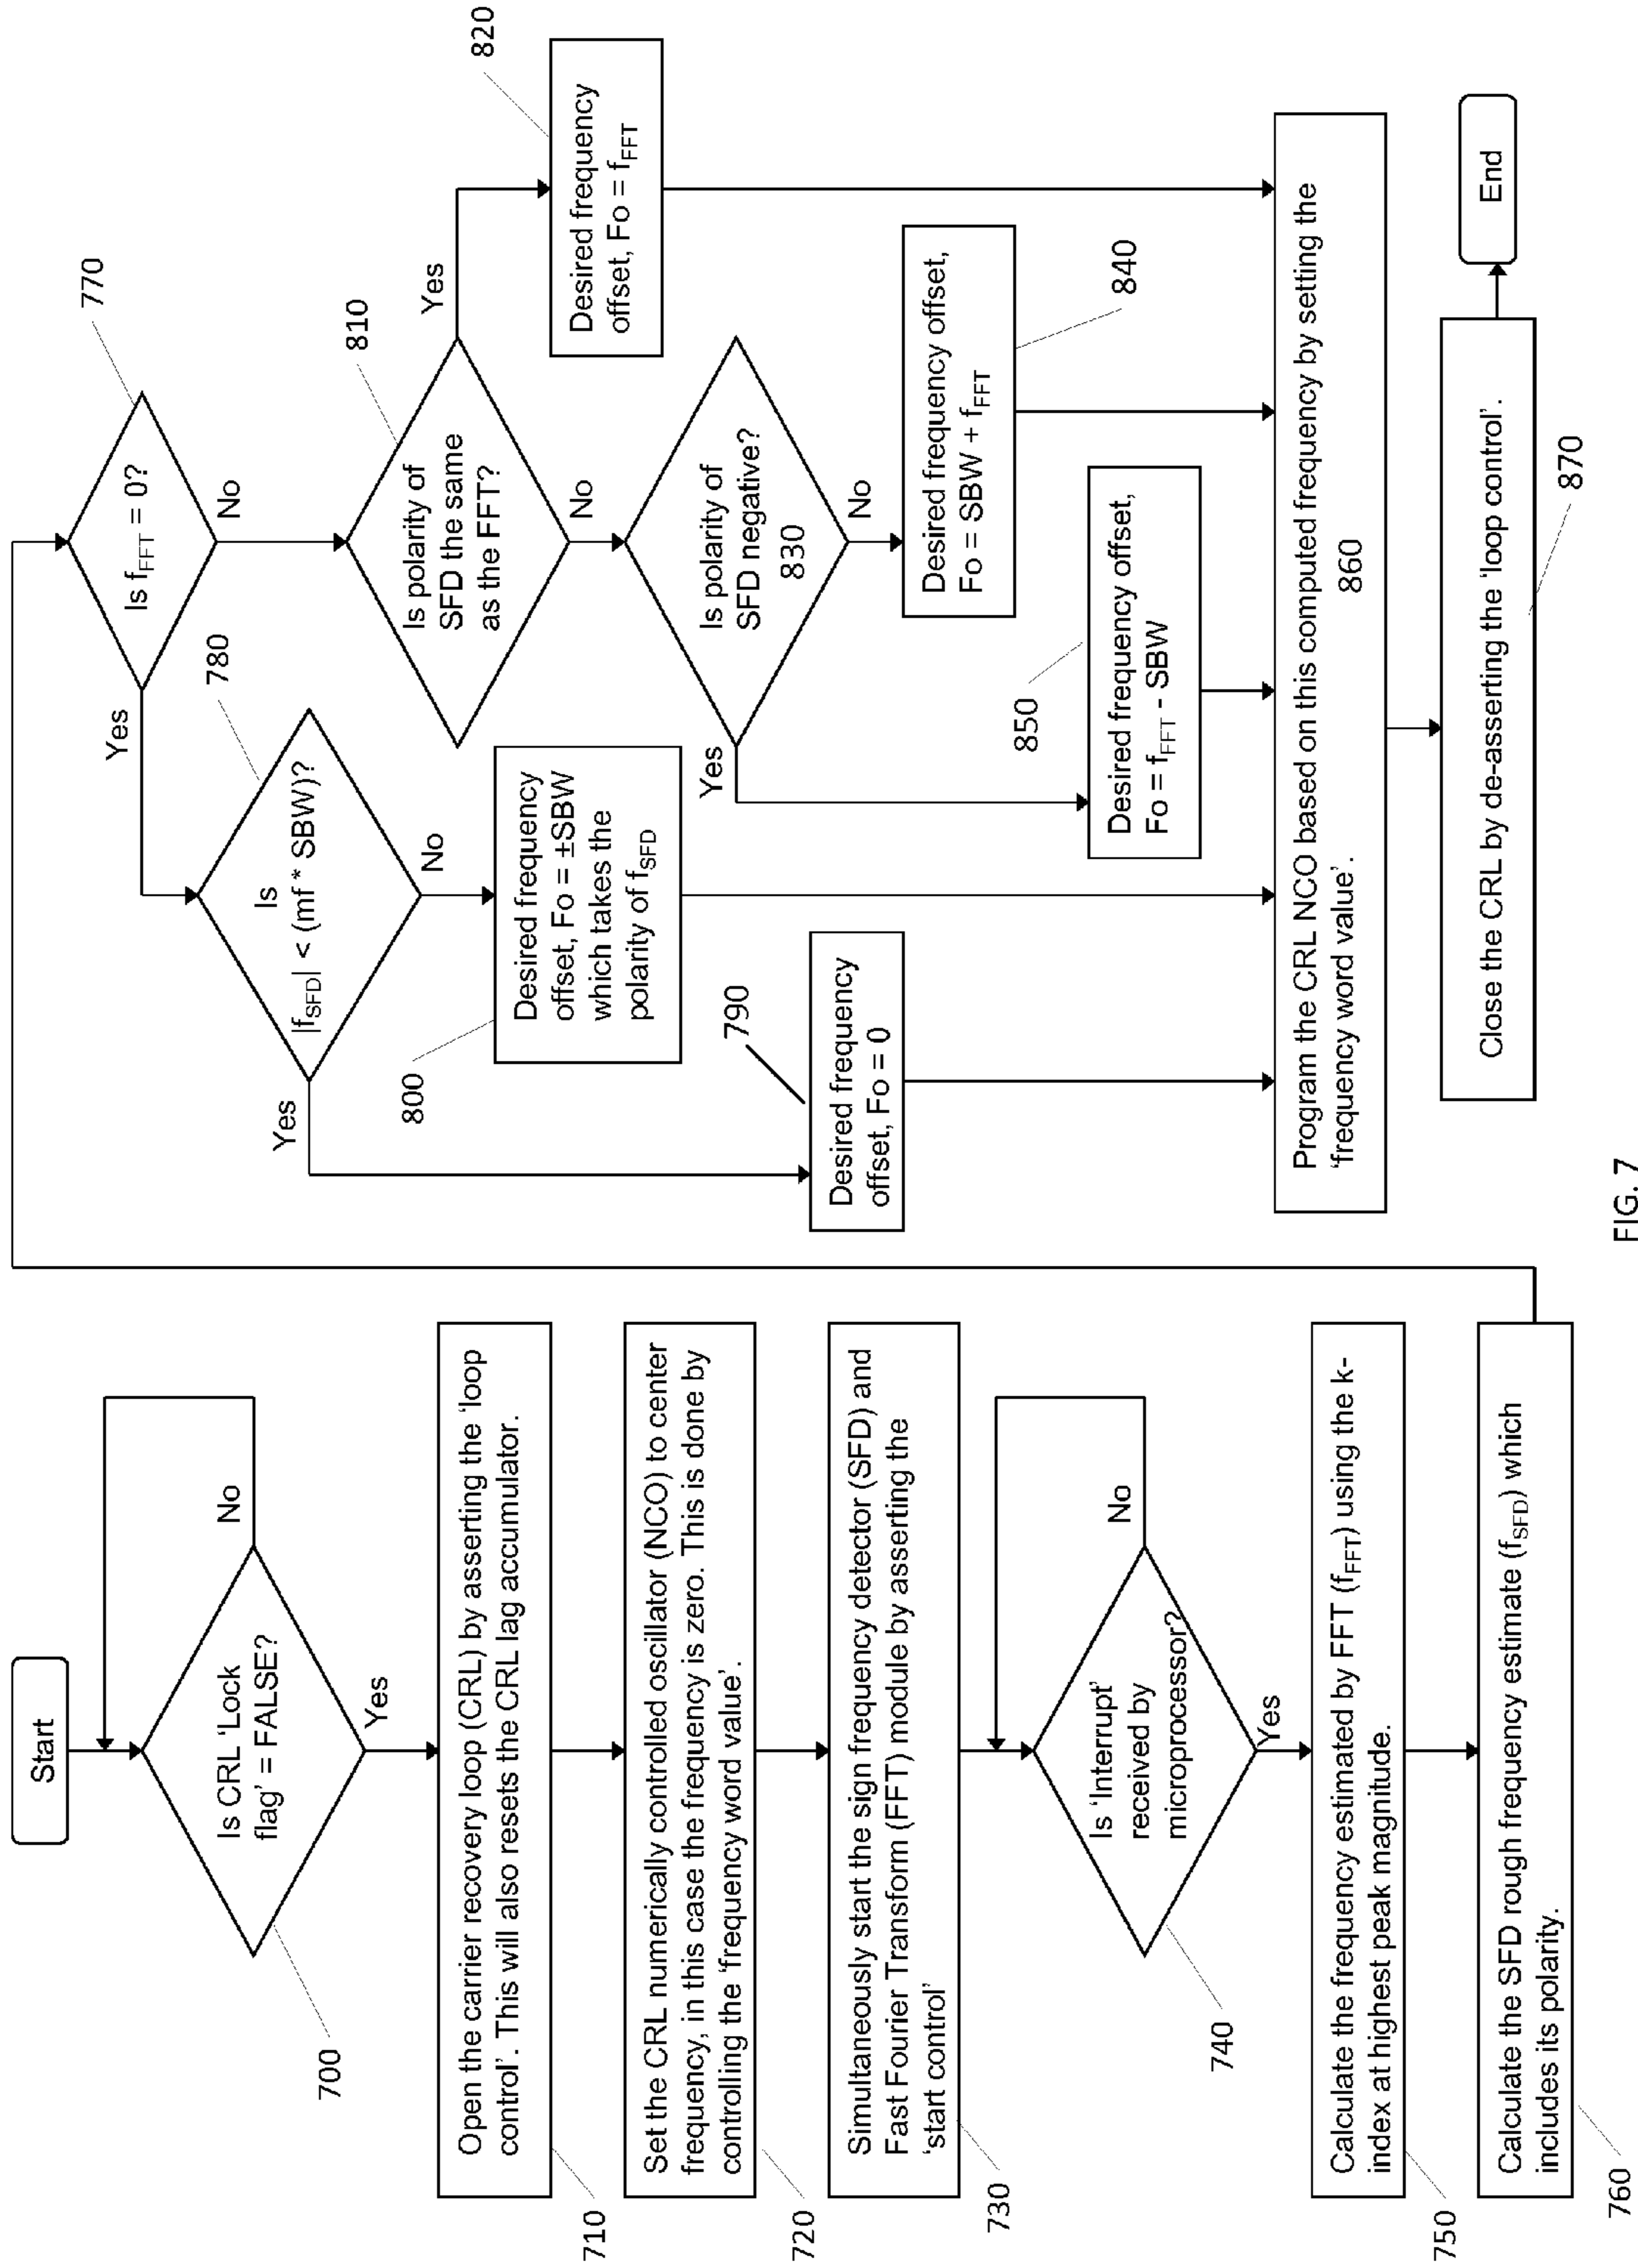 Start
Is CRL 'Lock
flag' = FALSE?
No
Yes
700
Open the carrier recovery loop (CRL) by asserting the 'loop
control'. This will also resets the CRL lag accumulator.
710
Set the CRL numerically controlled oscillator (NCO) to center
frequency, in this case the frequency is zero. This is done by
controlling the 'frequency word value'.
720
Simultaneously start the sign frequency detector (SFD) and
Fast Fourier Transform (FFT) module by asserting the
'start control'
730
Is 'Interrupt'
received by
microprocessor?
No
Yes
740
Calculate the frequency estimated by FFT (f_FFT) using the k-
index at highest peak magnitude.
750
Calculate the SFD rough frequency estimate (f_SFD) which
includes its polarity.
760
Is f_FFT = 0?
770
Yes
No
Is
|f_SFD| < (mf * SBW)?
780
Yes
No
Desired frequency
offset, Fo = 0
790
Desired frequency
offset, Fo = ±SBW
which takes the
polarity of f_SFD
800
Is polarity of
SFD the same
as the FFT?
810
Yes
No
Desired frequency
offset, Fo = f_FFT
820
Is polarity of
SFD negative?
830
Yes
No
Desired frequency offset,
Fo = SBW + f_FFT
840
Desired frequency offset,
Fo = f_FFT - SBW
850
Program the CRL NCO based on this computed frequency by seting the
'frequency word value'.
860
Close the CRL by de-asserting the 'loop control'.
870
End
FIG. 7